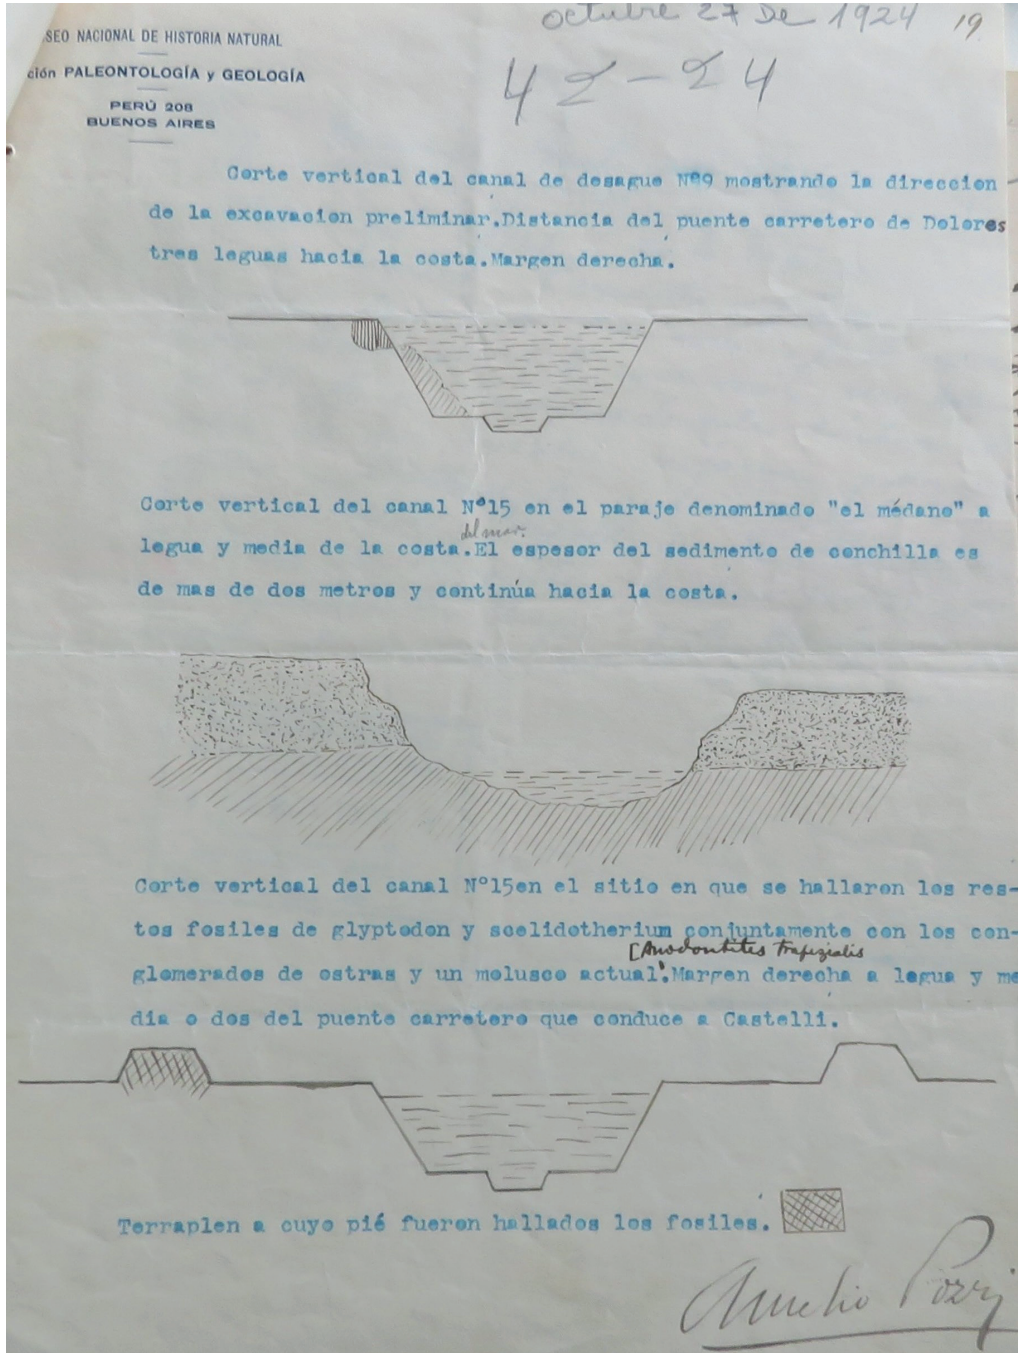 octubre 27 De 1924 19
SEO NACIONAL DE HISTORIA NATURAL
ción PALEONTOLOGÍA y GEOLOGÍA
42-24
PERÚ 208
BUENOS AIRES
Corte vertical del canal de desague Nº9 mostrando la direccion
de la excavacion preliminar.Distancia del puente carretero de Dolores
tres leguas hacia la costa.Margen derecha.
Corte vertical del canal Nº15 en el paraje denominado "el médano" a
del mar.
legua y media de la costa.El espesor del sedimento de conchilla es
de mas de dos metros y continúa hacia la costa.
Corte vertical del canal Nº15en el sitio en que se hallaron los res-
tos fosiles de glyptodon y scelidotherium conjuntamente con los con-
[Anodontites trapezialis
glomerados de ostras y un molusco actual.Margen derecha a legua y me
dia o dos del puente carretero que conduce a Castelli.
Terraplen a cuyo pié fueron hallados los fosiles.
Aurelio Pozzi